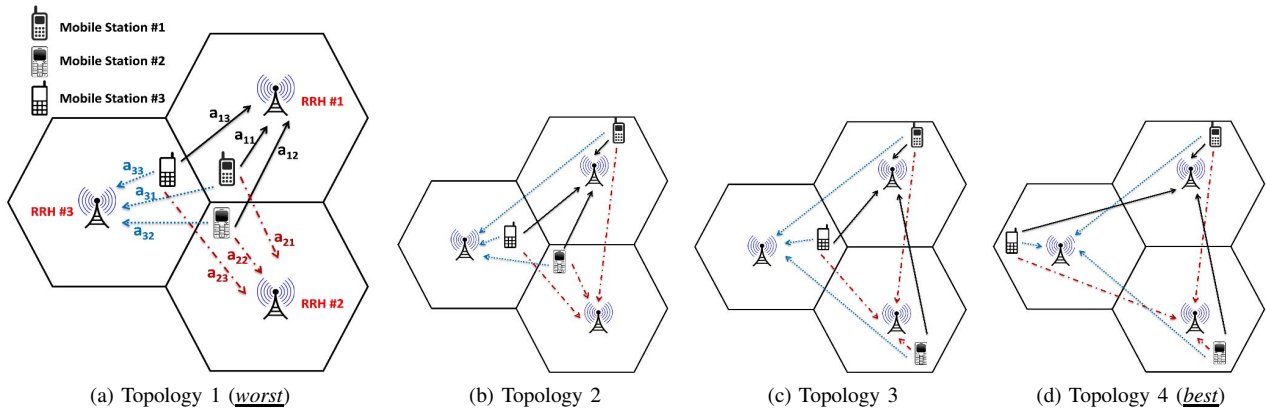 Mobile Station #1
Mobile Station #2
Mobile Station #3
RRH #1
a13
a11
a12
a33
a31
RRH #3
a32
a21
a22
a23
RRH #2
(a) Topology 1 (worst)
(b) Topology 2
(c) Topology 3
(d) Topology 4 (best)